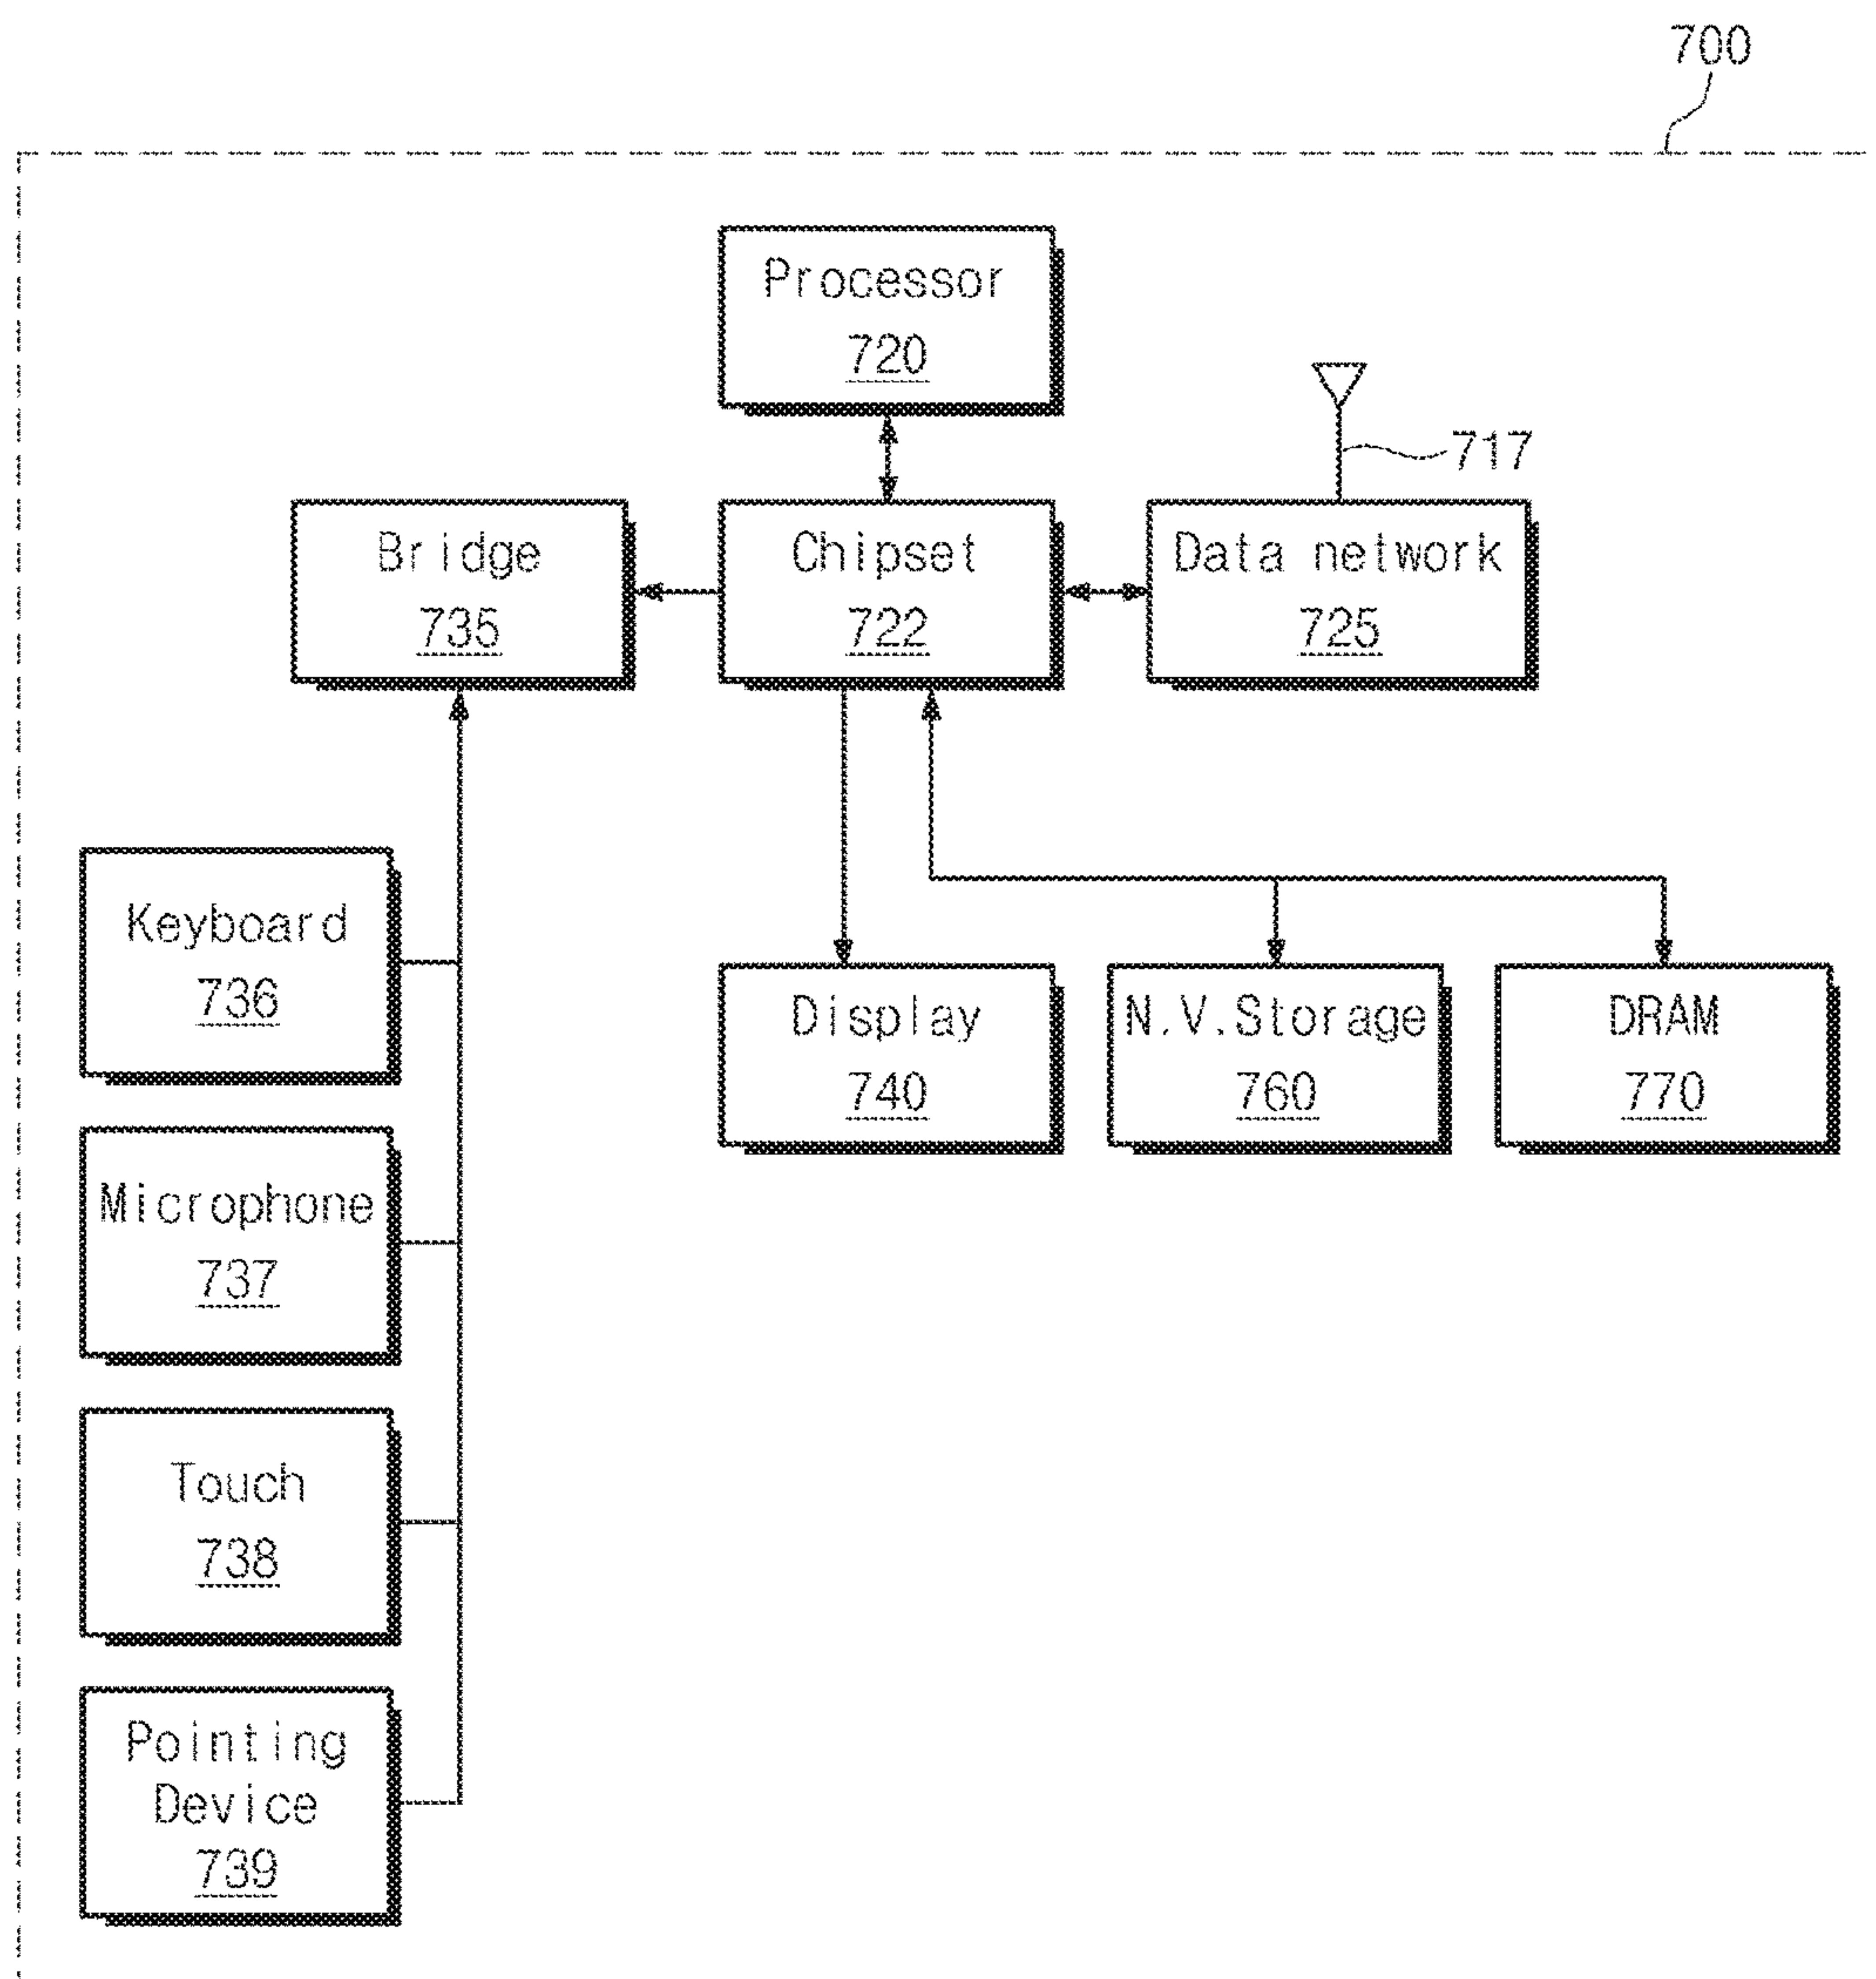 700
Processor
720
717
Bridge
735
Chipset
722
Data network
725
Keyboard
736
Display
740
N.V.Storage
760
DRAM
770
Microphone
737
Touch
738
Pointing
Device
739